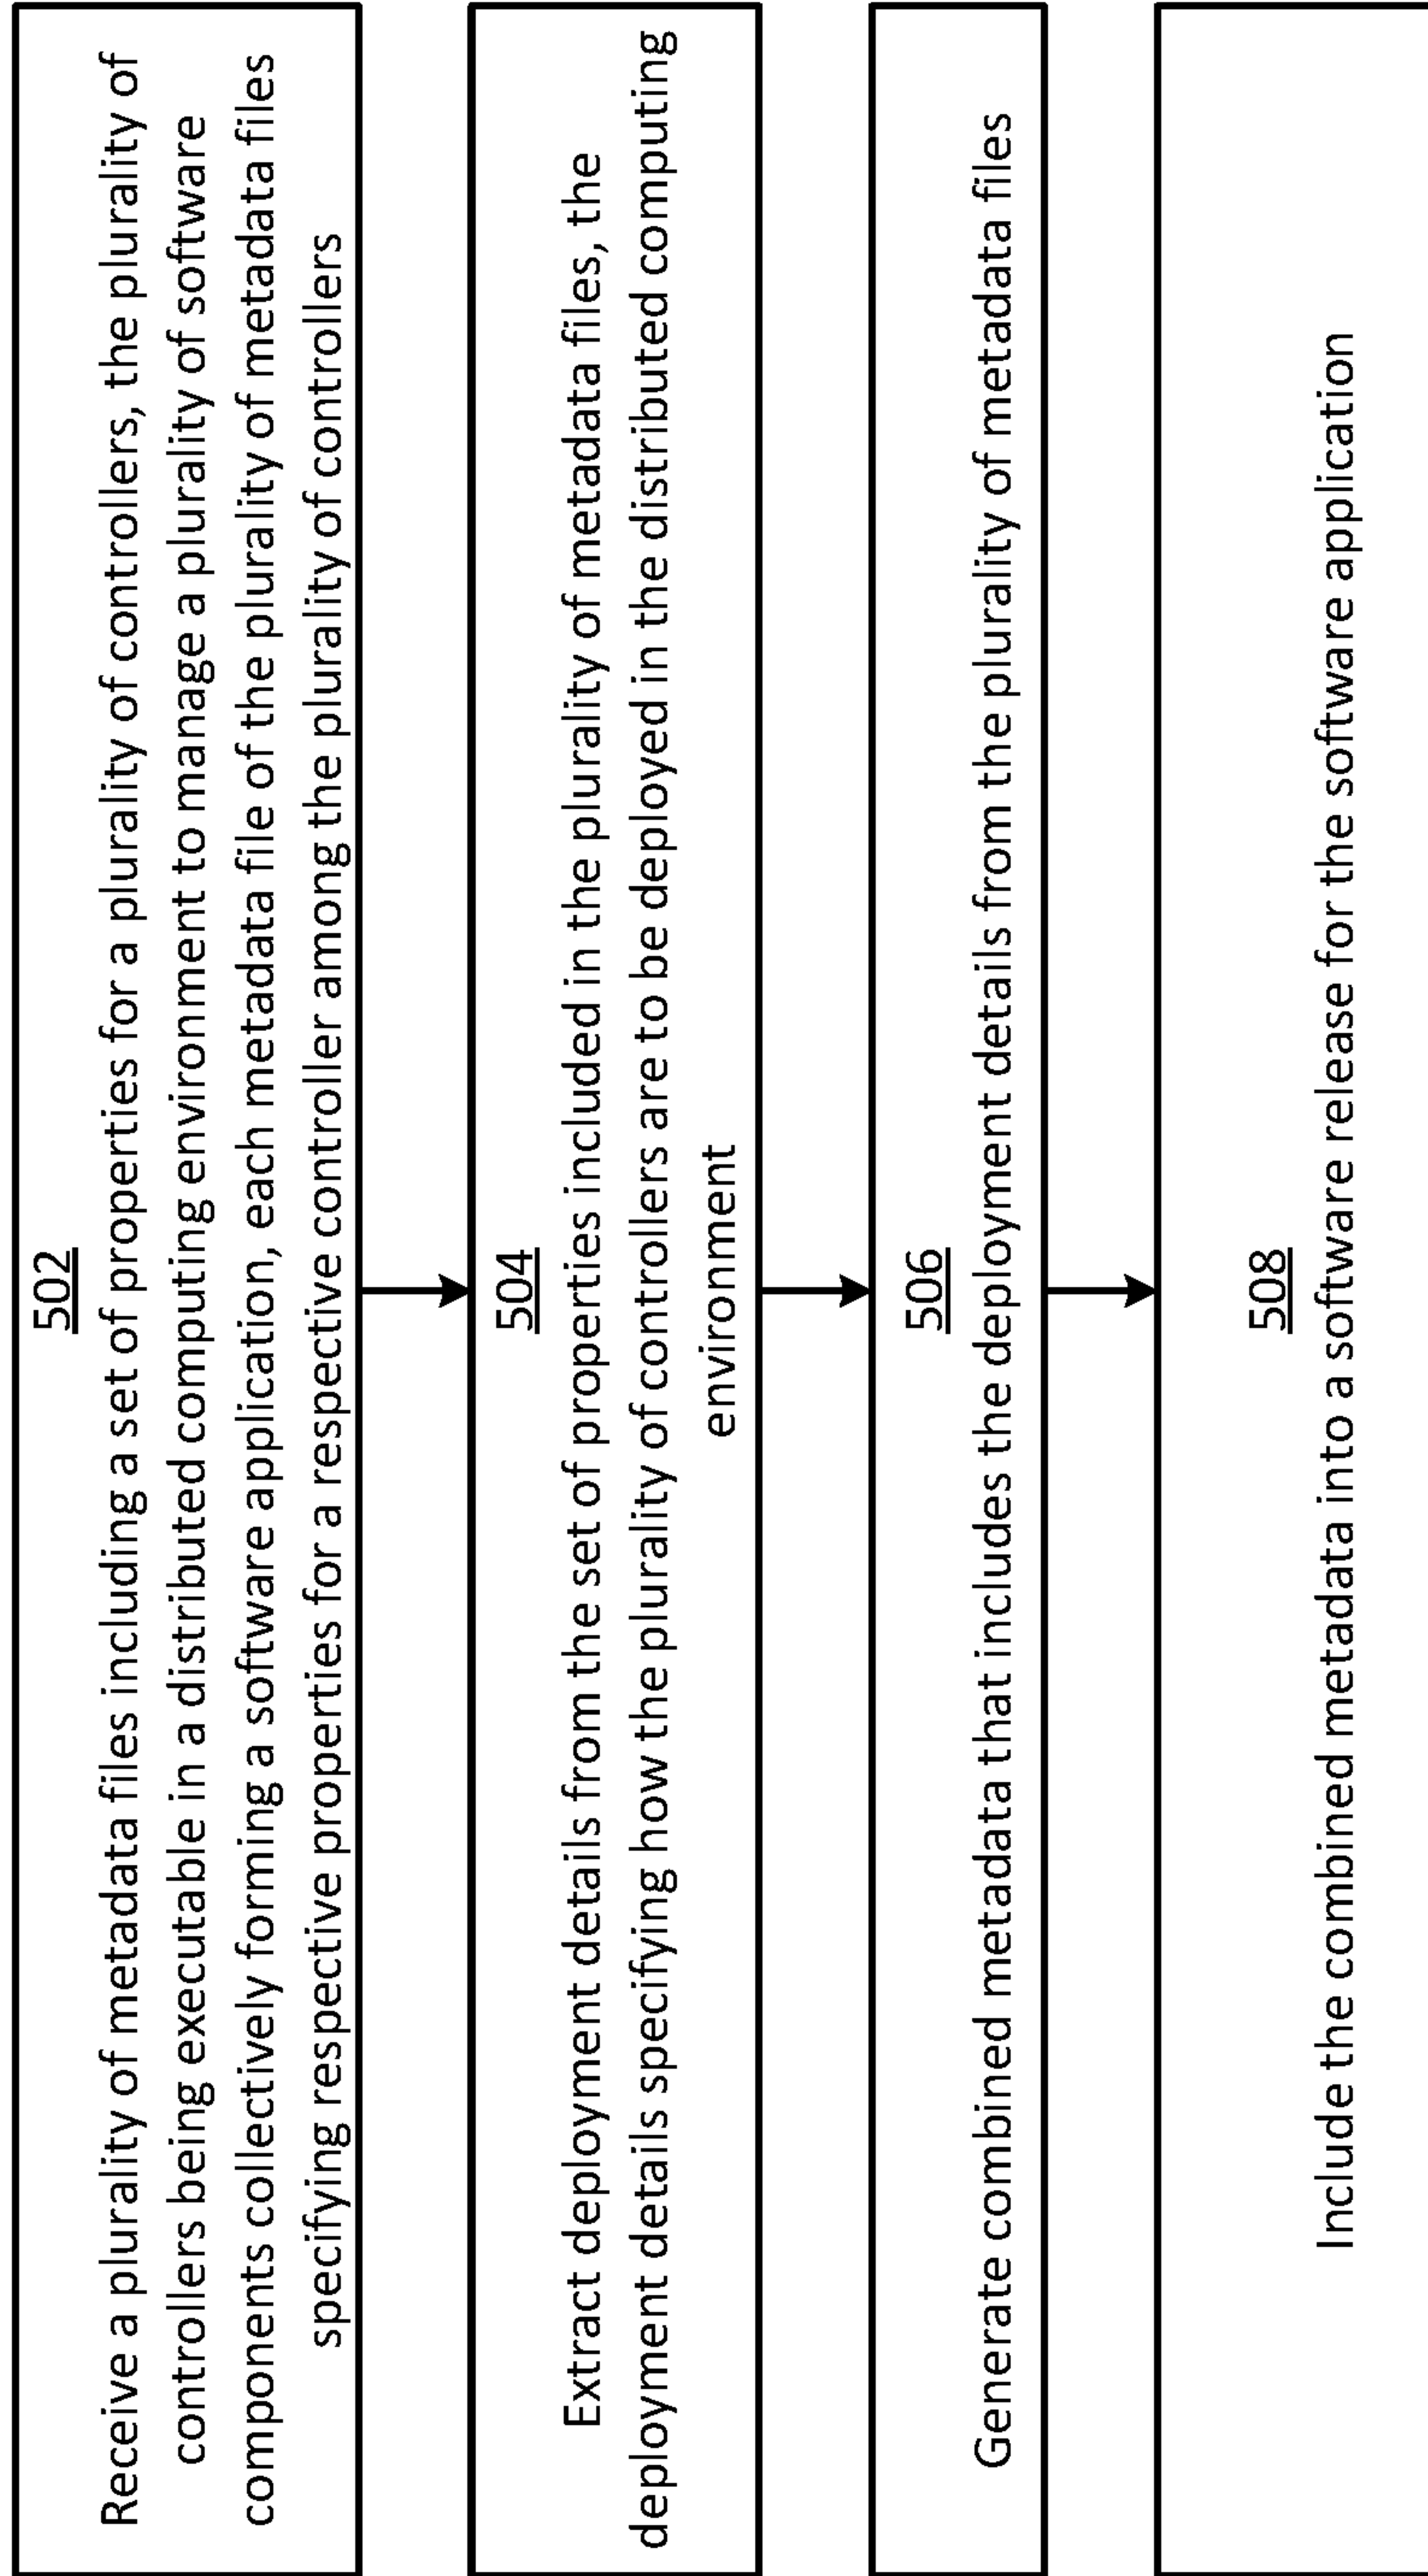 502
Receive a plurality of metadata files including a set of properties for a plurality of controllers, the plurality of
controllers being executable in a distributed computing environment to manage a plurality of software
components collectively forming a software application, each metadata file of the plurality of metadata files
specifying respective properties for a respective controller among the plurality of controllers
504
Extract deployment details from the set of properties included in the plurality of metadata files, the
deployment details specifying how the plurality of controllers are to be deployed in the distributed computing
environment
506
Generate combined metadata that includes the deployment details from the plurality of metadata files
508
Include the combined metadata into a software release for the software application